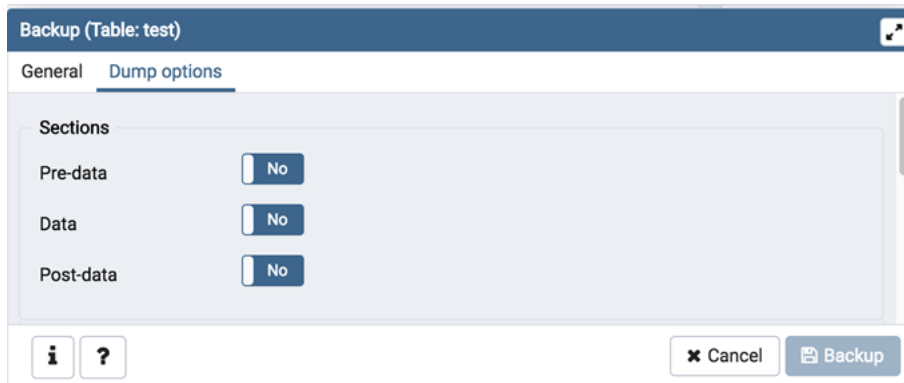 Backup (Table: test)
General Dump options
Sections
Pre-data No
Data No
Post-data No
i ? Cancel Backup